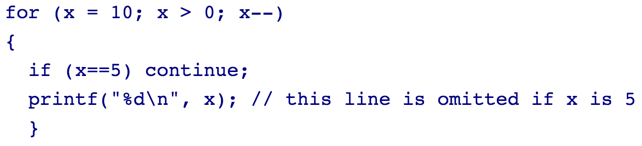 for (x = 10; x > 0; x--)
{
if (x==5) continue;
printf("%d\n", x); // this line is omitted if x is 5
}